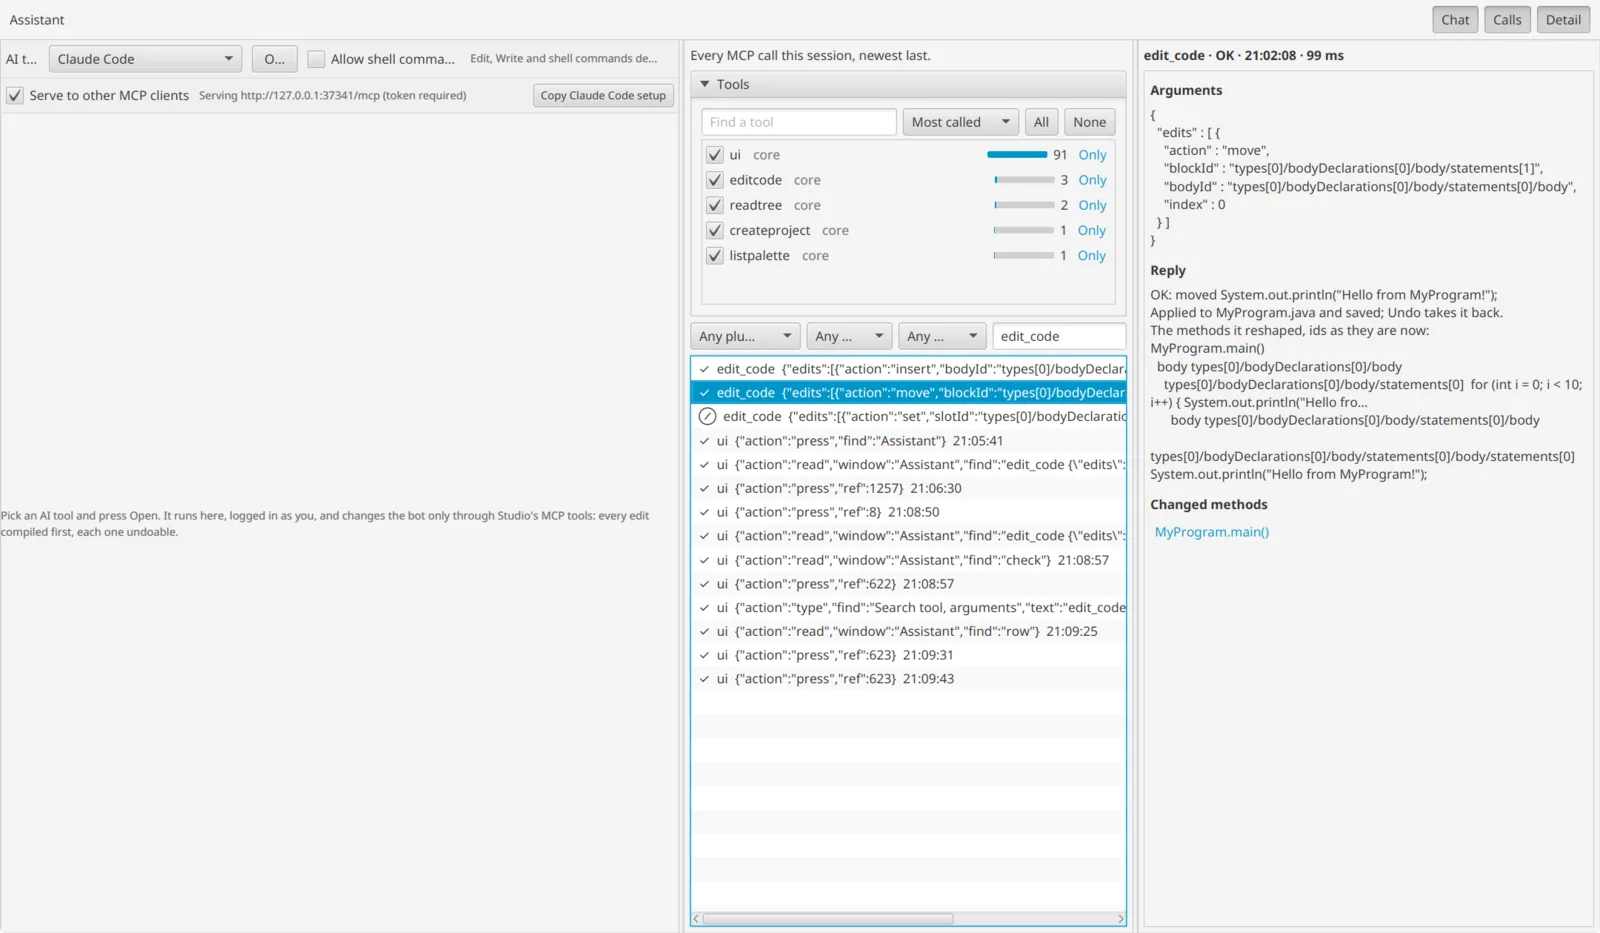 Assistant
Chat
Calls
Detail
AI t...
Claude Code
O...
Allow shell comma...
Edit, Write and shell commands de...
Serve to other MCP clients
Serving http://127.0.0.1:37341/mcp (token required)
Copy Claude Code setup
Pick an AI tool and press Open. It runs here, logged in as you, and changes the bot only through Studio's MCP tools: every edit
compiled first, each one undoable.
Every MCP call this session, newest last.
Tools
Find a tool
Most called
All
None
ui core 91 Only
editcode core 3 Only
readtree core 2 Only
createproject core 1 Only
listpalette core 1 Only
Any plu...
Any ...
Any ...
edit_code
edit_code {"edits":[{"action":"insert","bodyId":"types[0]/bodyDeclar
edit_code {"edits":[{"action":"move","blockId":"types[0]/bodyDeclar
edit_code {"edits":[{"action":"set","slotId":"types[0]/bodyDeclaratio
ui {"action":"press","find":"Assistant"} 21:05:41
ui {"action":"read","window":"Assistant","find":"edit_code {\"edits\":
ui {"action":"press","ref":1257} 21:06:30
ui {"action":"press","ref":8} 21:08:50
ui {"action":"read","window":"Assistant","find":"edit_code {\"edits\":
ui {"action":"read","window":"Assistant","find":"check"} 21:08:57
ui {"action":"press","ref":622} 21:08:57
ui {"action":"type","find":"Search tool, arguments","text":"edit_code
ui {"action":"read","window":"Assistant","find":"row"} 21:09:25
ui {"action":"press","ref":623} 21:09:31
ui {"action":"press","ref":623} 21:09:43
edit_code · OK · 21:02:08 · 99 ms
Arguments
{
"edits" : [ {
"action" : "move",
"blockId" : "types[0]/bodyDeclarations[0]/body/statements[1]",
"bodyId" : "types[0]/bodyDeclarations[0]/body/statements[0]/body",
"index" : 0
} ]
}
Reply
OK: moved System.out.println("Hello from MyProgram!");
Applied to MyProgram.java and saved; Undo takes it back.
The methods it reshaped, ids as they are now:
MyProgram.main()
body types[0]/bodyDeclarations[0]/body
types[0]/bodyDeclarations[0]/body/statements[0] for (int i = 0; i < 10;
i++) { System.out.println("Hello fro...
body types[0]/bodyDeclarations[0]/body/statements[0]/body
types[0]/bodyDeclarations[0]/body/statements[0]/body/statements[0]
System.out.println("Hello from MyProgram!");
Changed methods
MyProgram.main()